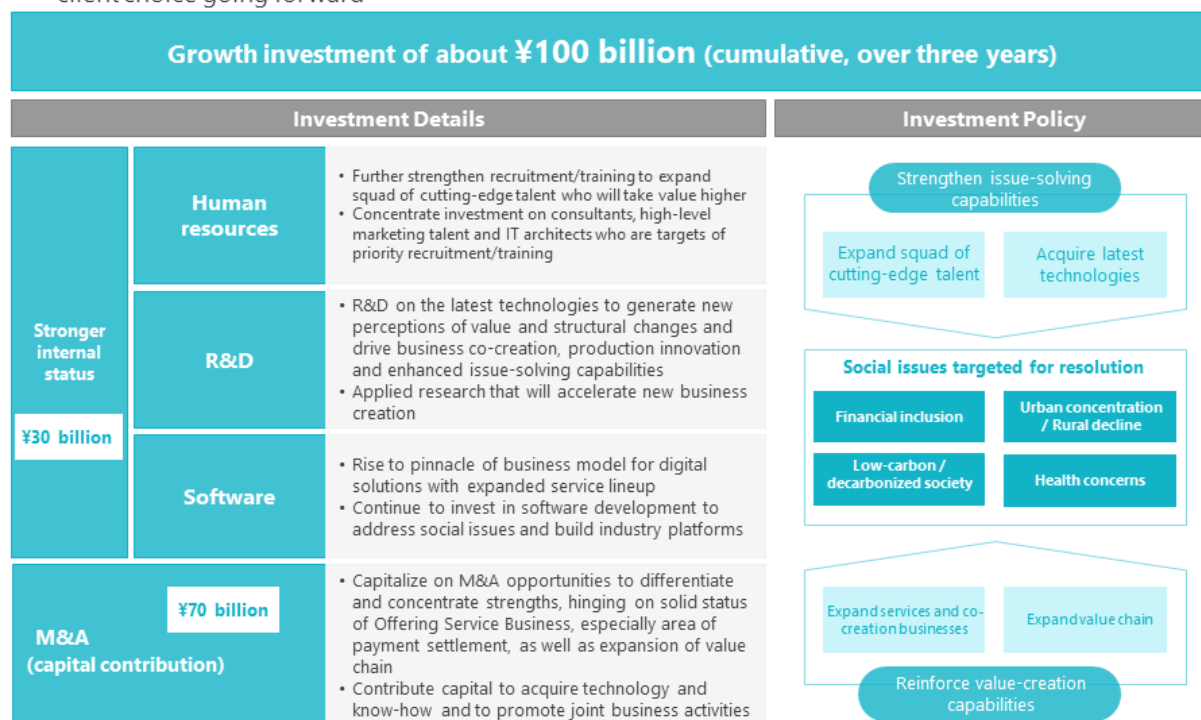 client choice going forward
Growth investment of about ¥100 billion (cumulative, over three years)
Investment Details
Stronger
internal
status
¥30 billion
Human
resources
• Further strengthen recruitment/training to expand
squad of cutting-edge talent who will take value higher
• Concentrate investment on consultants, high-level
marketing talent and IT architects who are targets of
priority recruitment/training
R&D
• R&D on the latest technologies to generate new
perceptions of value and structural changes and
drive business co-creation, production innovation
and enhanced issue-solving capabilities
• Applied research that will accelerate new business
creation
Software
• Rise to pinnacle of business model for digital
solutions with expanded service lineup
• Continue to invest in software development to
address social issues and build industry platforms
M&A
(capital contribution)
¥70 billion
• Capitalize on M&A opportunities to differentiate
and concentrate strengths, hinging on solid status
of Offering Service Business, especially area of
payment settlement, as well as expansion of value
chain
• Contribute capital to acquire technology and
know-how and to promote joint business activities
Investment Policy
Strengthen issue-solving
capabilities
Expand squad of
cutting-edge talent
Acquire latest
technologies
Social issues targeted for resolution
Financial inclusion
Urban concentration
/ Rural decline
Low-carbon /
decarbonized society
Health concerns
Expand services and co-
creation businesses
Expand value chain
Reinforce value-creation
capabilities